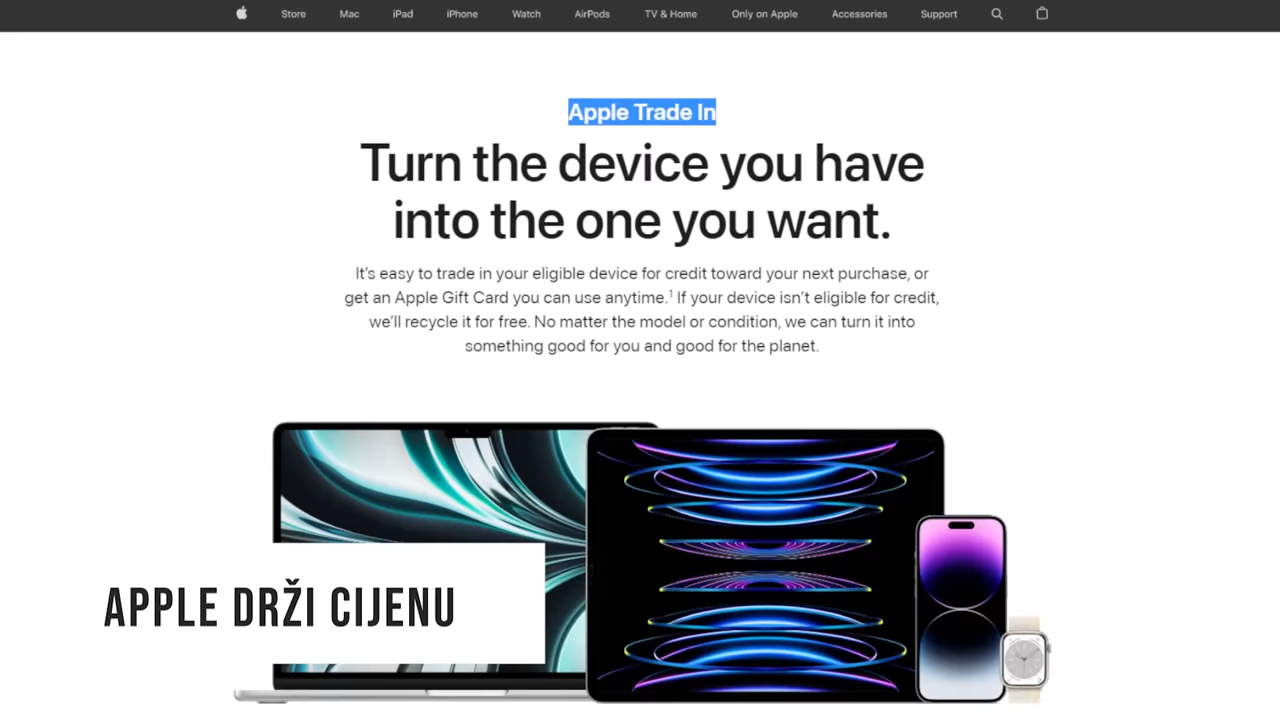 Store Mac iPad iPhone Watch AirPods TV & Home Only on Apple Accessories Support
Apple Trade In
Turn the device you have
into the one you want.
It's easy to trade in your eligible device for credit toward your next purchase, or
get an Apple Gift Card you can use anytime.¹ If your device isn't eligible for credit,
we'll recycle it for free. No matter the model or condition, we can turn it into
something good for you and good for the planet.
APPLE DRŽI CIJENU